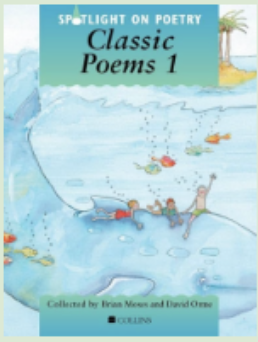 SPOTLIGHT ON POETRY
Classic
Poems 1
Collected by Brian Moses and David Orme
COLLINS